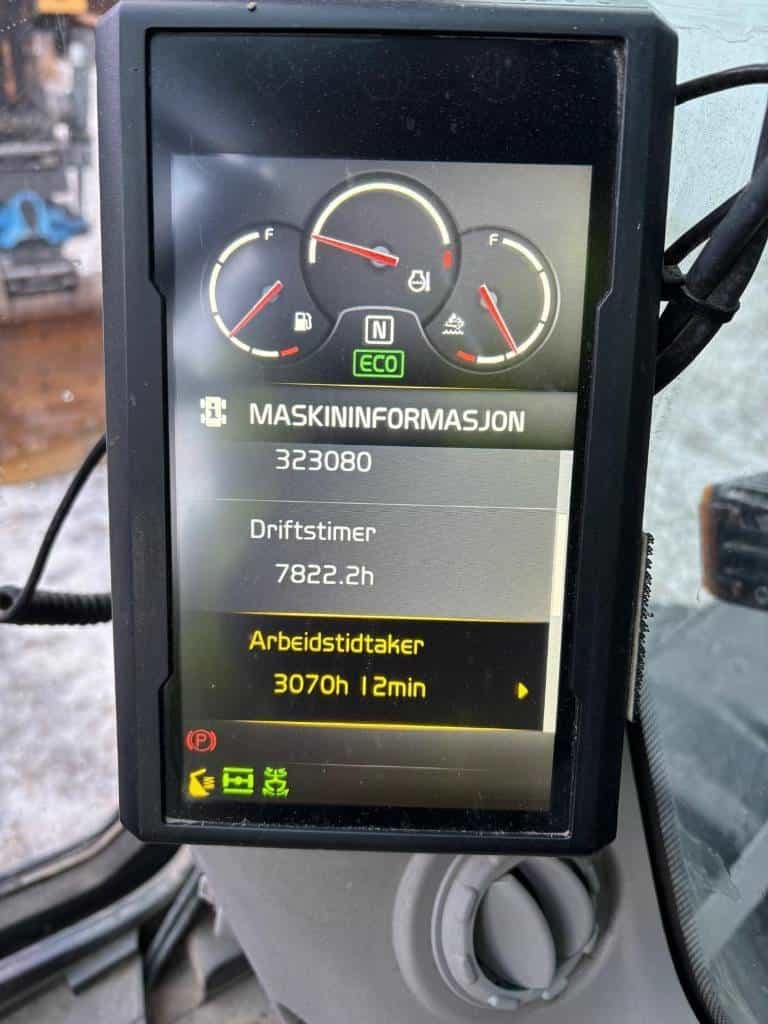 F
F
N
ECO
MASKININFORMASJON
323080
Driftstimer
7822.2h
Arbeidstidtaker
3070h 12min
P